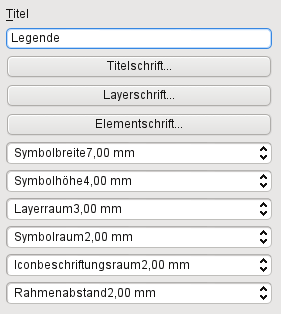 Titel
Legende
Titelschrift...
Layerschrift...
Elementschrift...
Symbolbreite7,00 mm
Symbolhöhe4,00 mm
Layerraum3,00 mm
Symbolraum2,00 mm
Iconbeschriftungsraum2,00 mm
Rahmenabstand2,00 mm